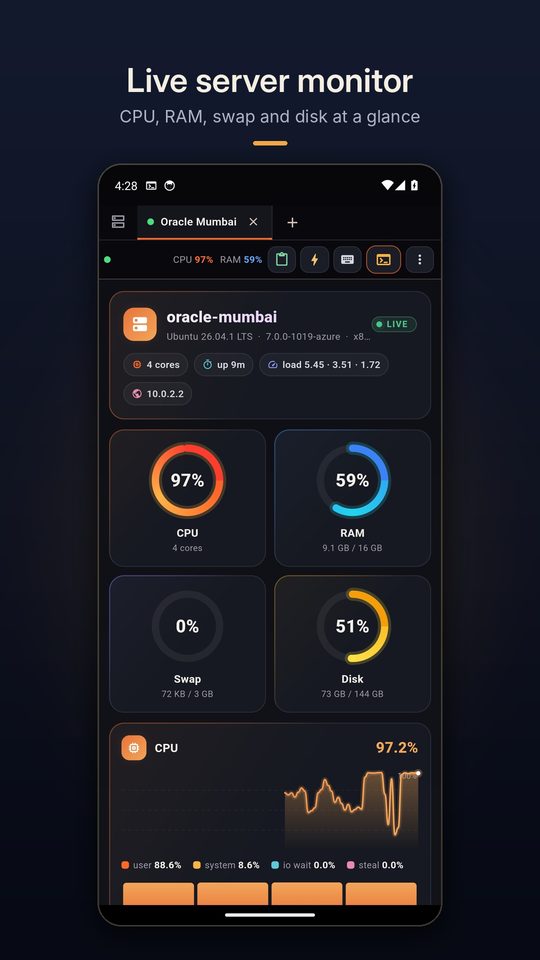 Live server monitor
CPU, RAM, swap and disk at a glance
4:28
Oracle Mumbai
CPU 97% RAM 59%
oracle-mumbai
LIVE
Ubuntu 26.04.1 LTS · 7.0.0-1019-azure · x8...
4 cores
up 9m
load 5.45 · 3.51 · 1.72
10.0.2.2
97%
59%
CPU
RAM
4 cores
9.1 GB / 16 GB
0%
51%
Swap
Disk
72 KB / 3 GB
73 GB / 144 GB
CPU
97.2%
100%
user 88.6% system 8.6% io wait 0.0% steal 0.0%